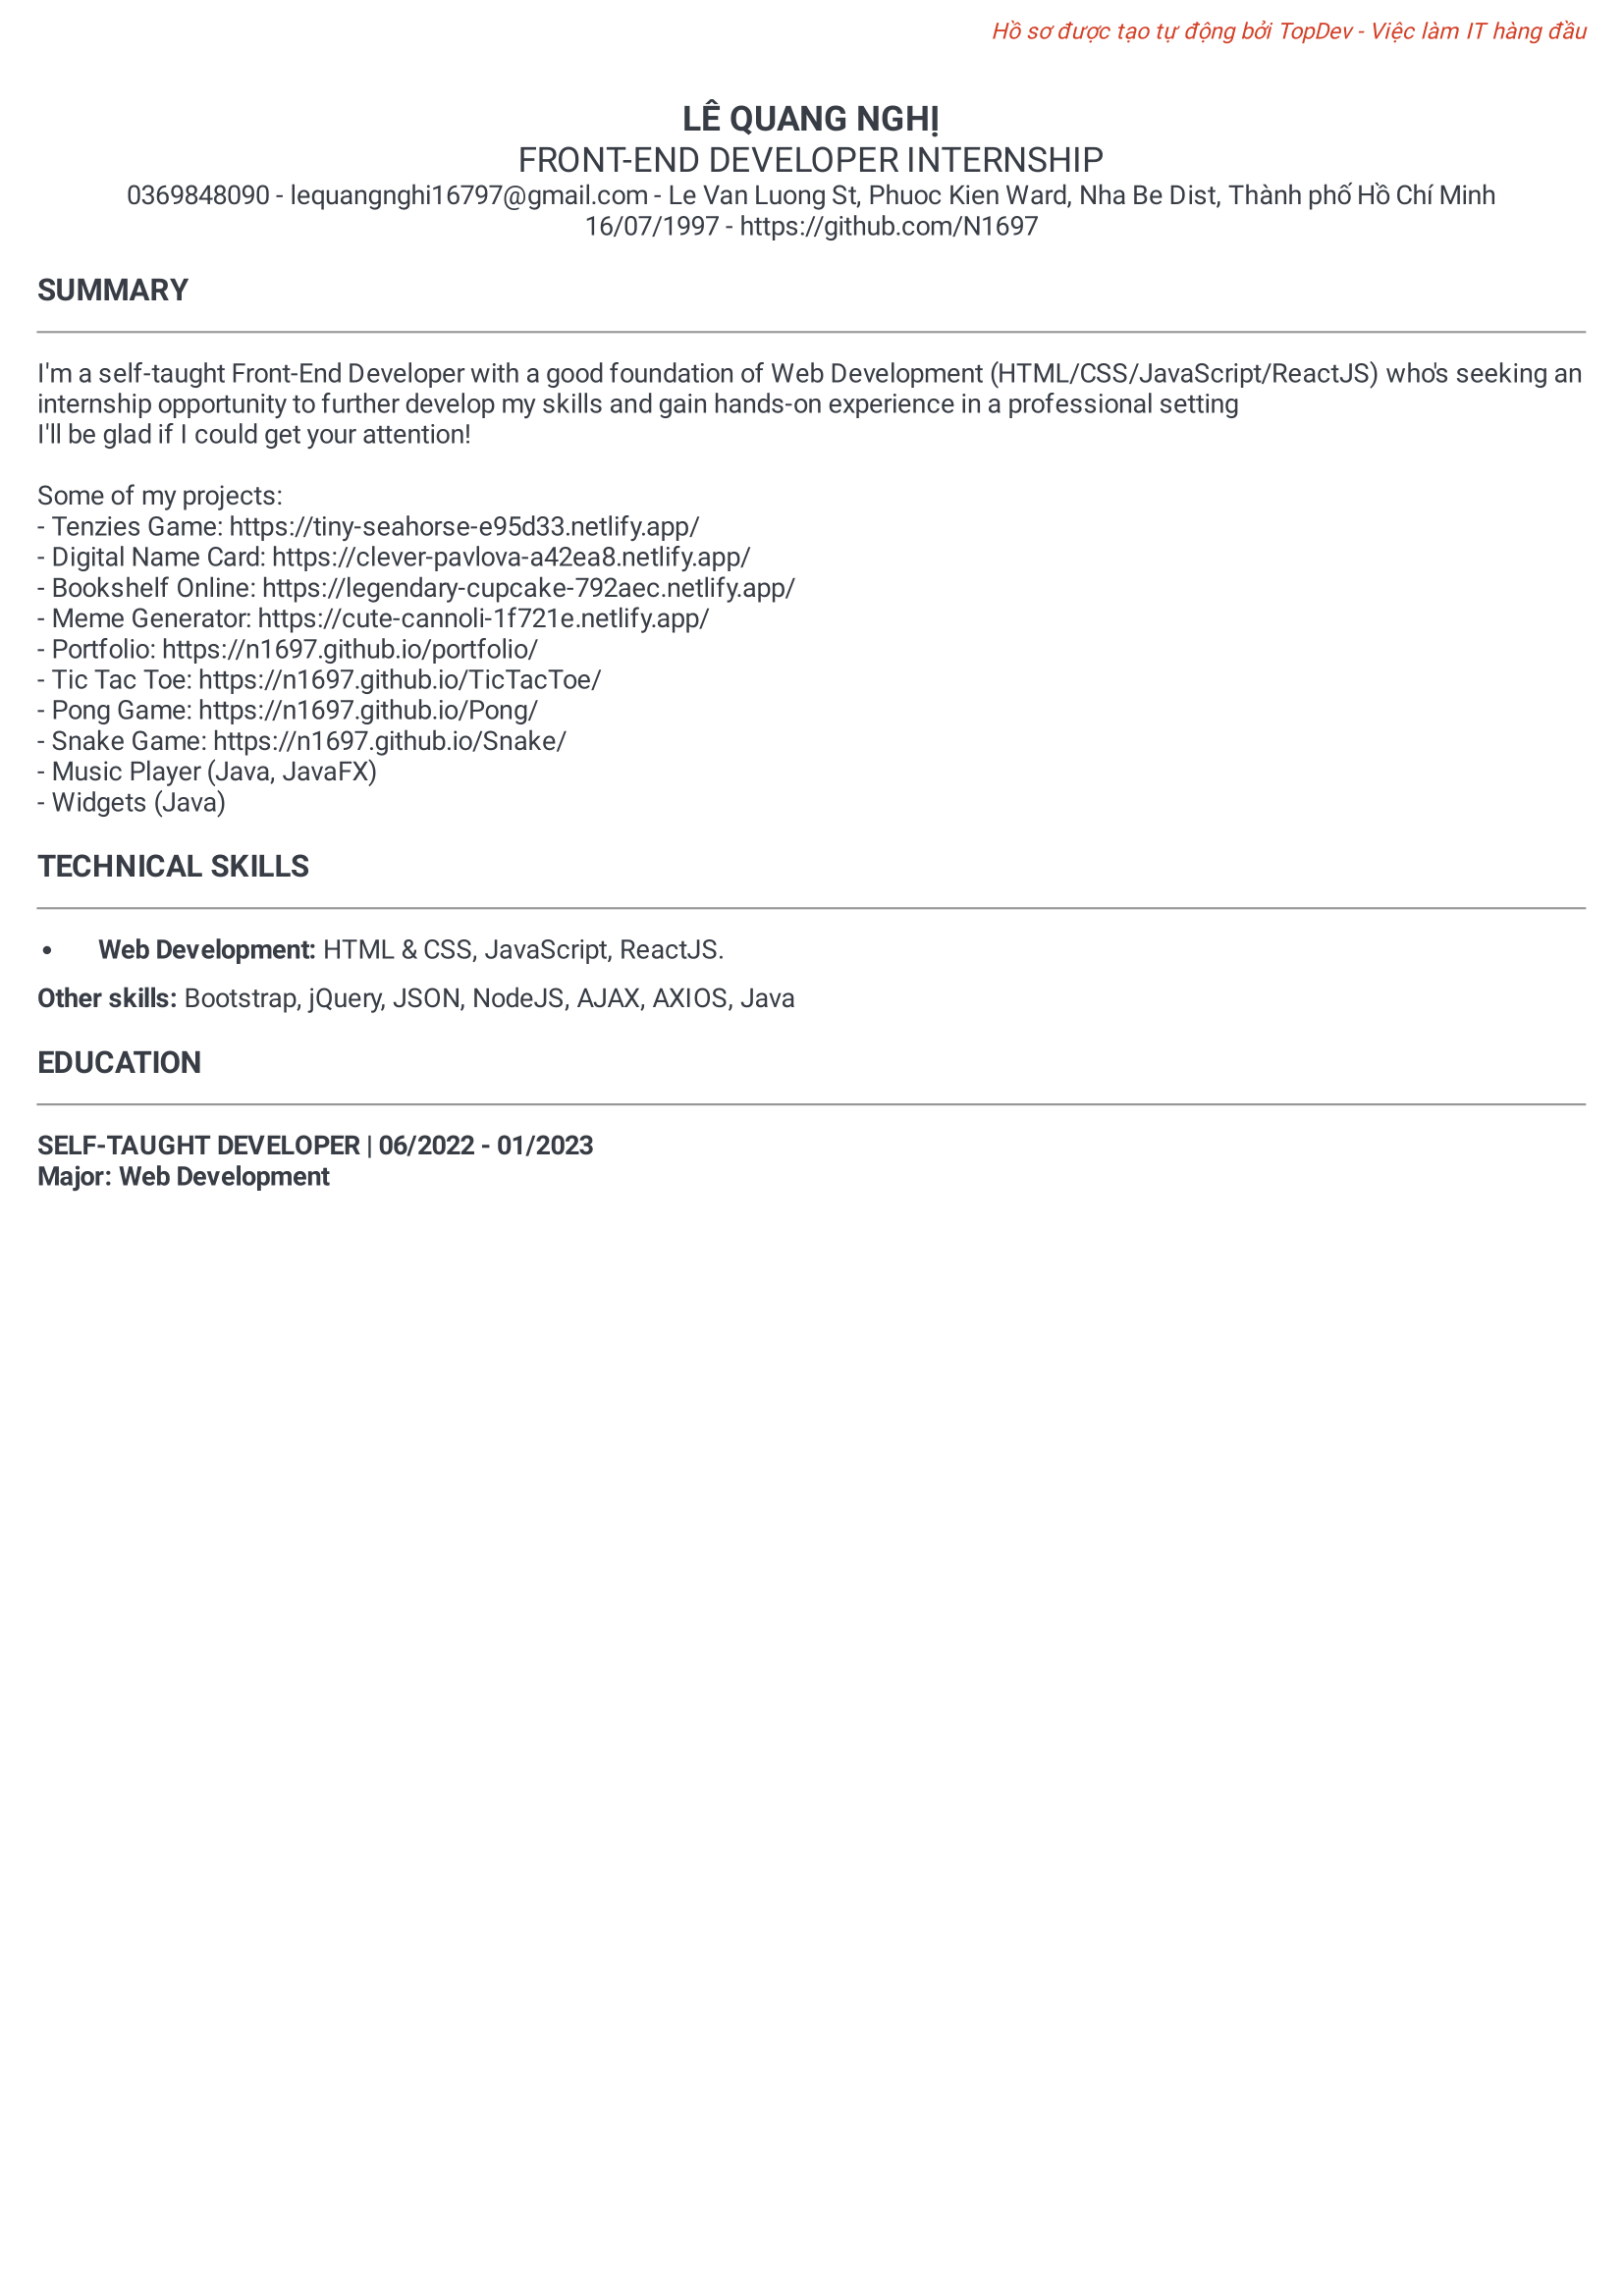 Hồ sơ được tạo tự động bởi TopDev - Việc làm IT hàng đầu
LÊ QUANG NGHỊ
FRONT-END DEVELOPER INTERNSHIP
0369848090 - lequangnghi16797@gmail.com - Le Van Luong St, Phuoc Kien Ward, Nha Be Dist, Thành phố Hồ Chí Minh
16/07/1997 - https://github.com/N1697
SUMMARY
I'm a self-taught Front-End Developer with a good foundation of Web Development (HTML/CSS/JavaScript/ReactJS) who's seeking an
internship opportunity to further develop my skills and gain hands-on experience in a professional setting
I'll be glad if I could get your attention!
Some of my projects:
- Tenzies Game: https://tiny-seahorse-e95d33.netlify.app/
- Digital Name Card: https://clever-pavlova-a42ea8.netlify.app/
- Bookshelf Online: https://legendary-cupcake-792aec.netlify.app/
- Meme Generator: https://cute-cannoli-1f721e.netlify.app/
- Portfolio: https://n1697.github.io/portfolio/
- Tic Tac Toe: https://n1697.github.io/TicTacToe/
- Pong Game: https://n1697.github.io/Pong/
- Snake Game: https://n1697.github.io/Snake/
- Music Player (Java, JavaFX)
- Widgets (Java)
TECHNICAL SKILLS
• Web Development: HTML & CSS, JavaScript, ReactJS.
Other skills: Bootstrap, jQuery, JSON, NodeJS, AJAX, AXIOS, Java
EDUCATION
SELF-TAUGHT DEVELOPER | 06/2022 - 01/2023
Major: Web Development